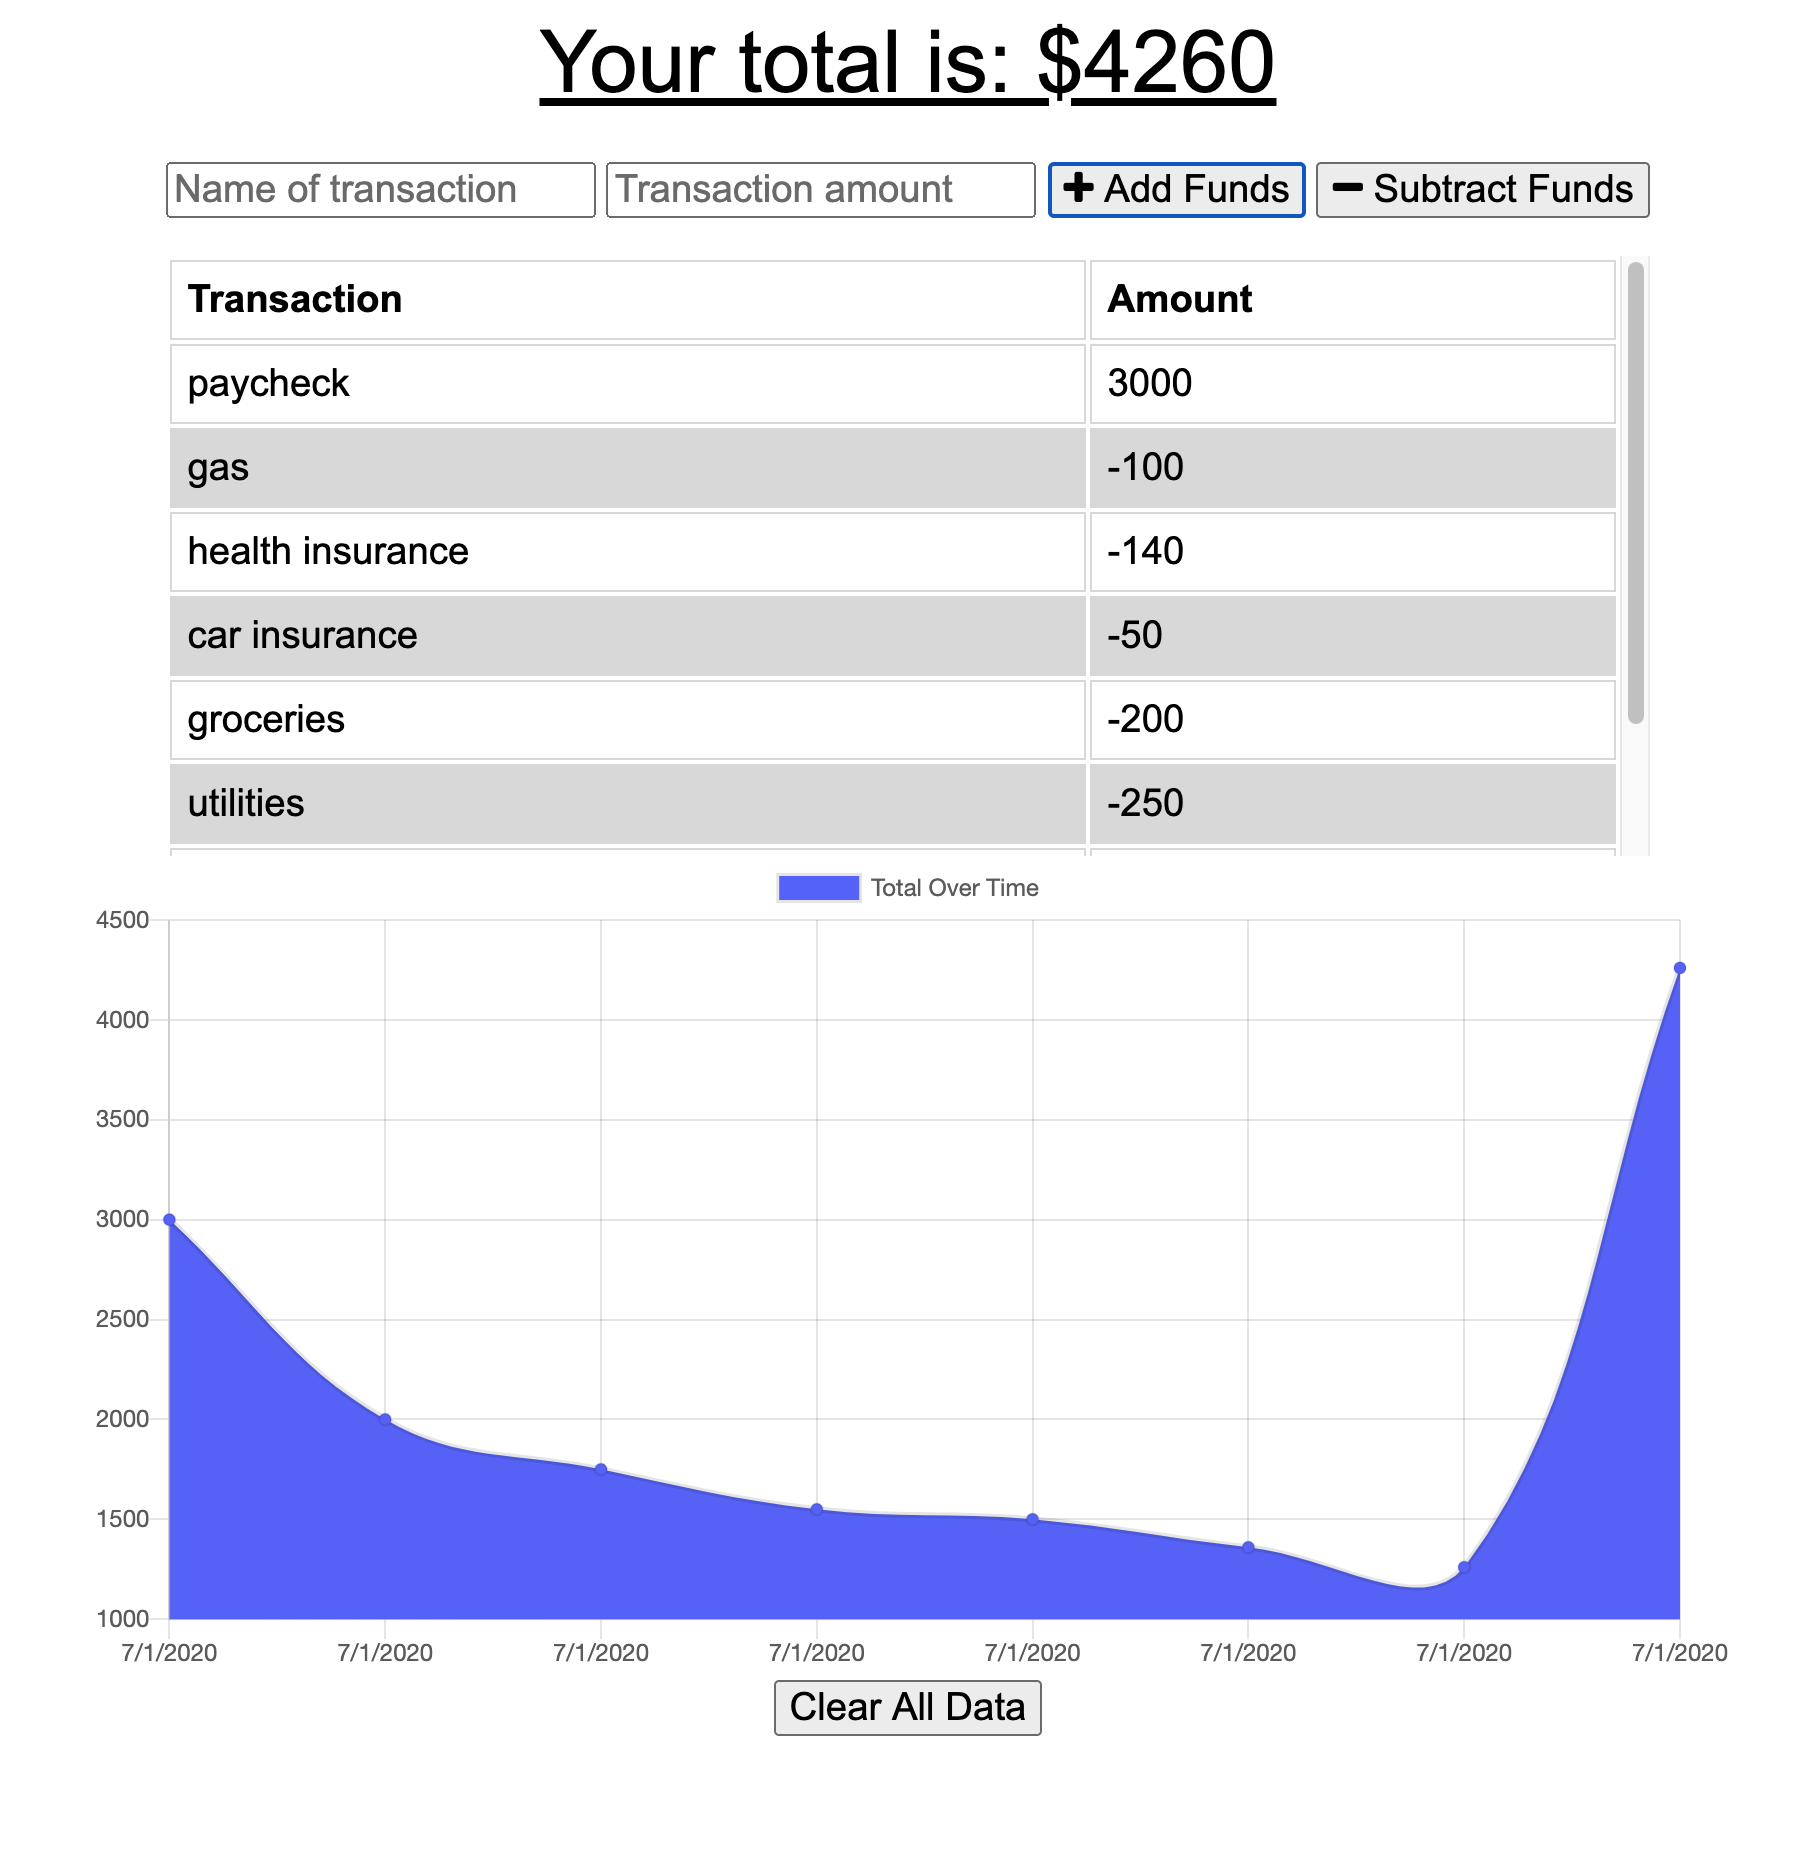 Your total is: $4260
Name of transaction Transaction amount + Add Funds − Subtract Funds
Transaction Amount
paycheck 3000
gas -100
health insurance -140
car insurance -50
groceries -200
utilities -250
Total Over Time
4500
4000
3500
3000
2500
2000
1500
1000
7/1/2020 7/1/2020 7/1/2020 7/1/2020 7/1/2020 7/1/2020 7/1/2020 7/1/2020
Clear All Data